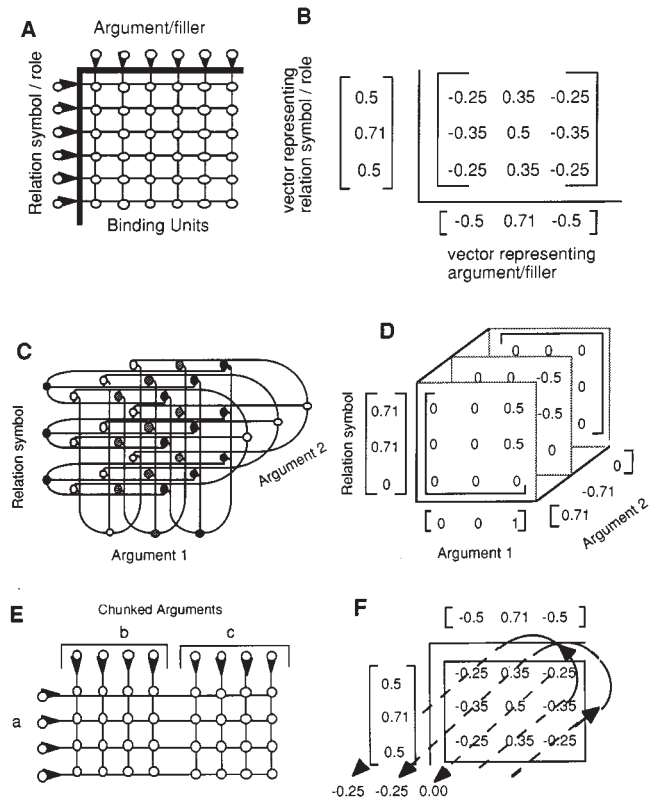 A
Argument/filler
Relation symbol / role
Binding Units
B
vector representing
relation symbol / role
0.5
0.71
0.5
-0.25 0.35 -0.25
-0.35 0.5 -0.35
-0.25 0.35 -0.25
[ -0.5 0.71 -0.5 ]
vector representing
argument/filler
C
Relation symbol
Argument 1
Argument 2
D
Relation symbol
0.71
0.71
0
0 0 0
0 0 -0.5 0
-0.5 0
0
0 0 0.5
0 0 0.5
0 0 0
[ 0 0 1 ]
Argument 1
[ 0.71 -0.71 0 ]
Argument 2
E
Chunked Arguments
b c
a
F
[ -0.5 0.71 -0.5 ]
0.5
0.71
0.5
-0.25 0.35 -0.25
-0.35 0.5 -0.35
-0.25 0.35 -0.25
-0.25 -0.25 0.00